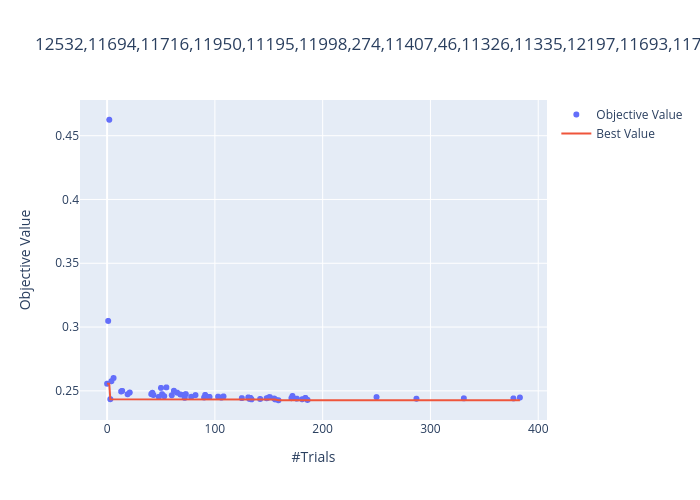 12532,11694,11716,11950,11195,11998,274,11407,46,11326,11335,12197,11693,117
Objective Value
Best Value
0.45
0.4
0.35
0.3
0.25
Objective Value
0
100
200
300
400
#Trials